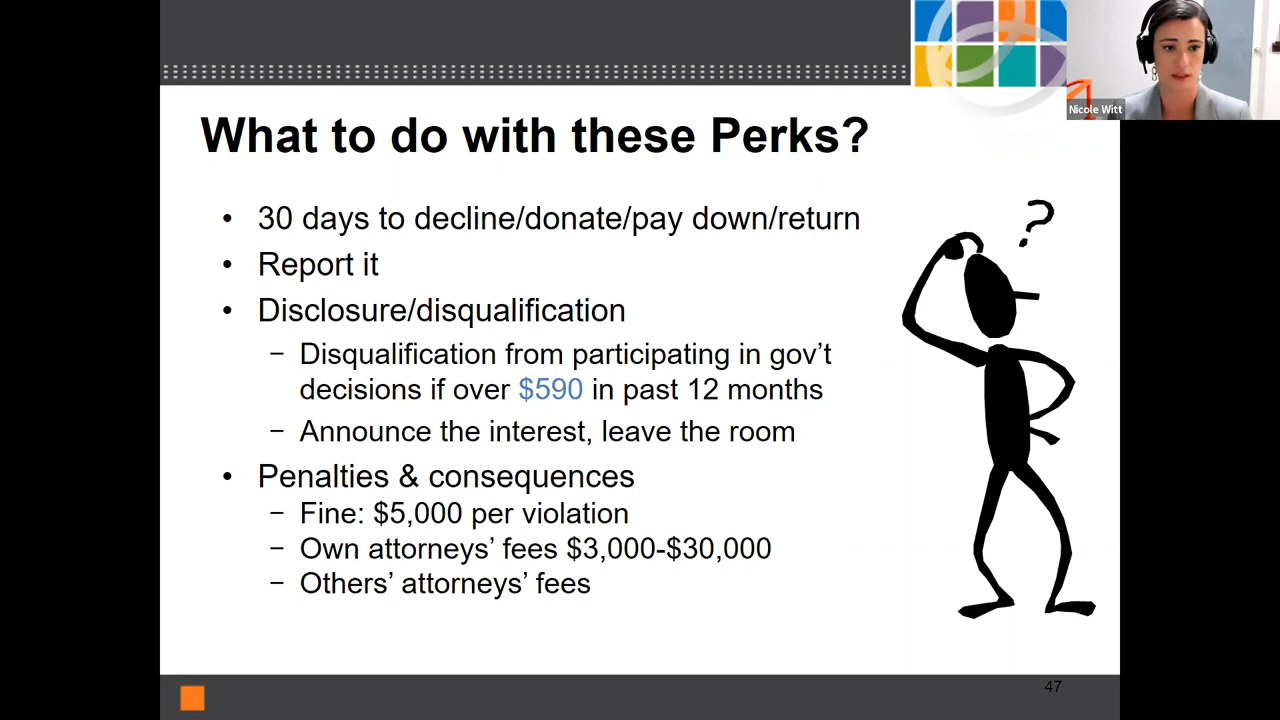 Nicole Witt
What to do with these Perks?
• 30 days to decline/donate/pay down/return
• Report it
• Disclosure/disqualification
− Disqualification from participating in gov’t
decisions if over $590 in past 12 months
− Announce the interest, leave the room
• Penalties & consequences
− Fine: $5,000 per violation
− Own attorneys’ fees $3,000-$30,000
− Others’ attorneys’ fees
?
47